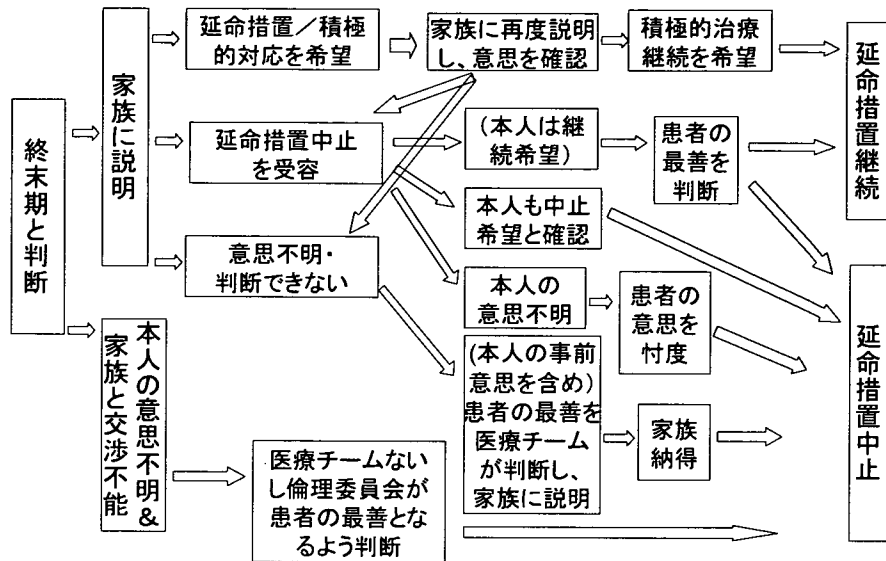 終末期と判断
家族に説明
本人の意思不明&
家族と交渉不能
延命措置/積極
的対応を希望
家族に再度説明
し、意思を確認
積極的治療
継続を希望
延命措置継続
延命措置中止
を受容
(本人は継
続希望)
患者の
最善を
判断
本人も中止
希望と確認
意思不明・
判断できない
本人の
意思不明
患者の
意思を
忖度
(本人の事前
意思を含め)
患者の最善を
医療チーム
が判断し、
家族に説明
家族
納得
医療チームない
し倫理委員会が
患者の最善とな
るよう判断
延命措置中止